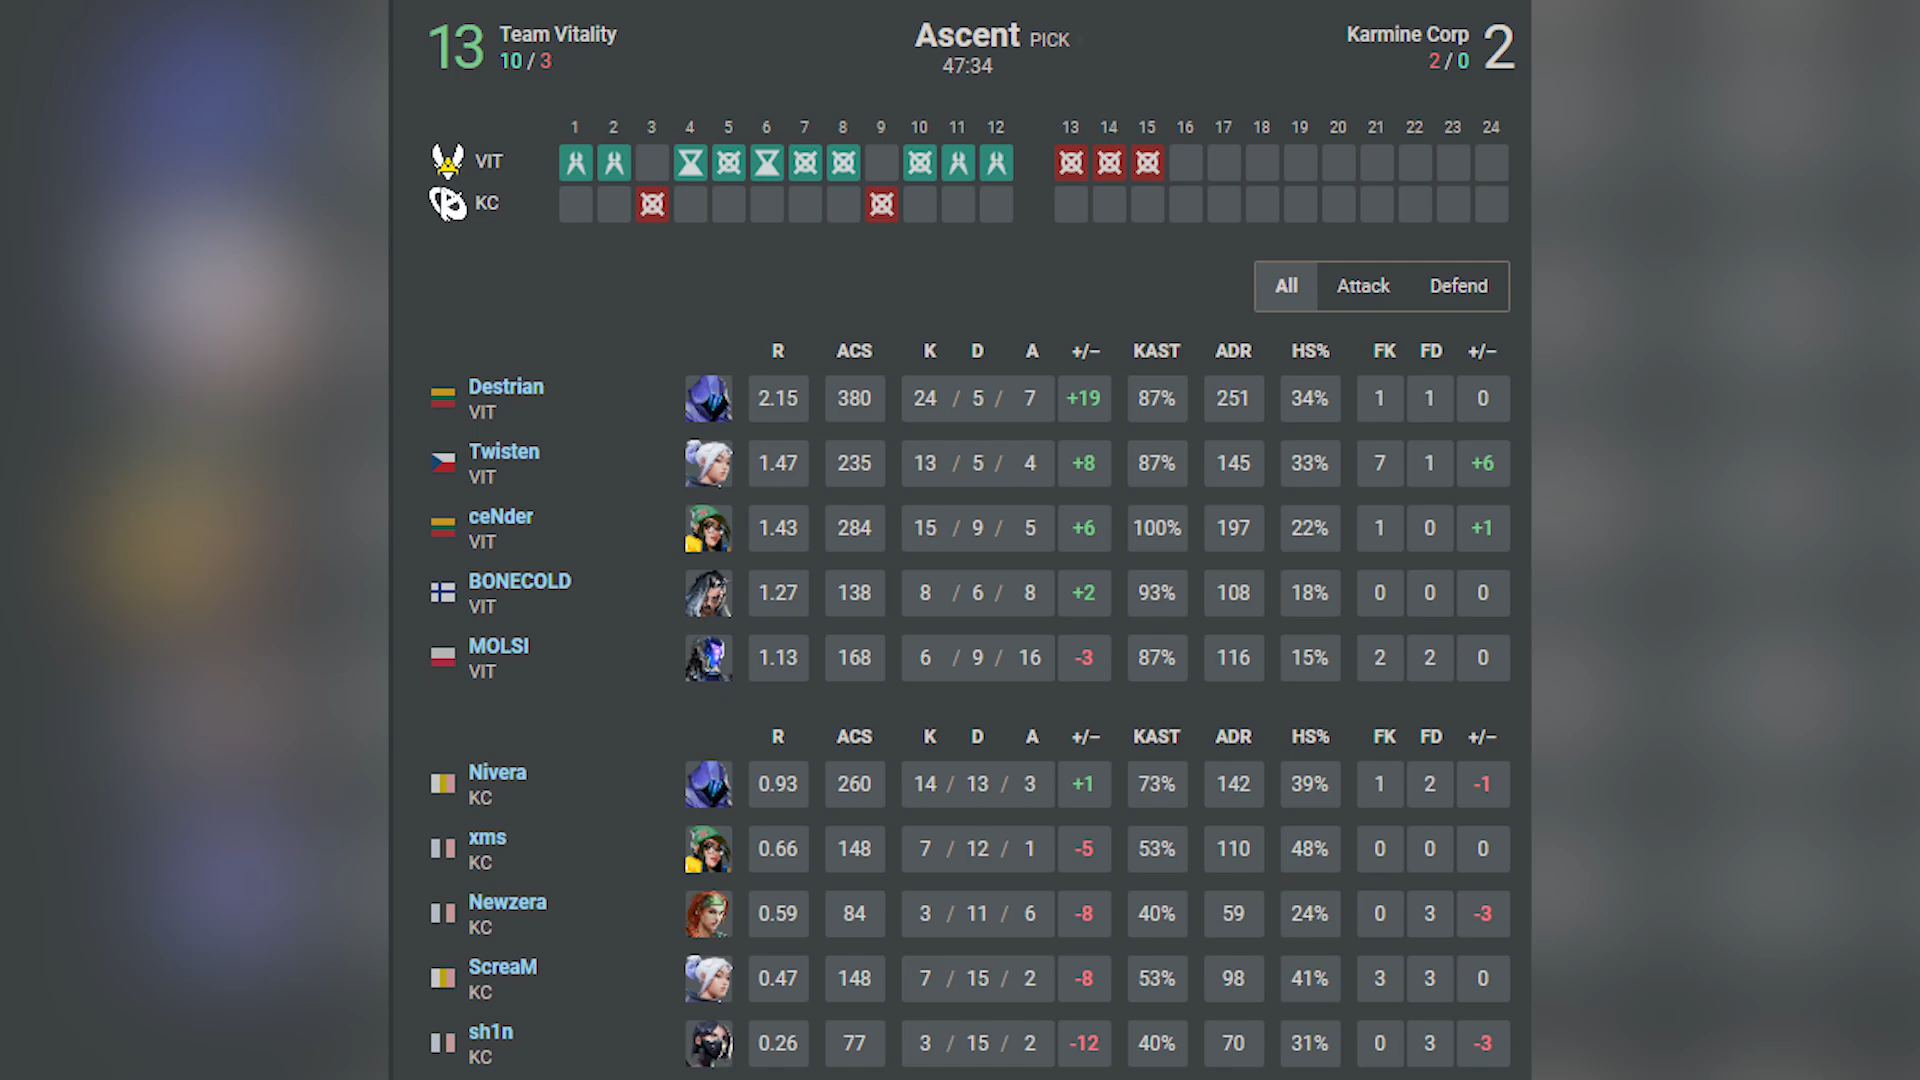 13 Team Vitality Ascent PICK Karmine Corp 2
10 / 3 47:34 2 / 0
1 2 3 4 5 6 7 8 9 10 11 12 13 14 15 16 17 18 19 20 21 22 23 24
VIT
KC
All Attack Defend
R ACS K D A +/– KAST ADR HS% FK FD +/–
Destrian
VIT
2.15 380 24 / 5 / 7 +19 87% 251 34% 1 1 0
Twisten
VIT
1.47 235 13 / 5 / 4 +8 87% 145 33% 7 1 +6
ceNder
VIT
1.43 284 15 / 9 / 5 +6 100% 197 22% 1 0 +1
BONECOLD
VIT
1.27 138 8 / 6 / 8 +2 93% 108 18% 0 0 0
MOLSI
VIT
1.13 168 6 / 9 / 16 -3 87% 116 15% 2 2 0
R ACS K D A +/– KAST ADR HS% FK FD +/–
Nivera
KC
0.93 260 14 / 13 / 3 +1 73% 142 39% 1 2 -1
xms
KC
0.66 148 7 / 12 / 1 -5 53% 110 48% 0 0 0
Newzera
KC
0.59 84 3 / 11 / 6 -8 40% 59 24% 0 3 -3
ScreaM
KC
0.47 148 7 / 15 / 2 -8 53% 98 41% 3 3 0
sh1n
KC
0.26 77 3 / 15 / 2 -12 40% 70 31% 0 3 -3